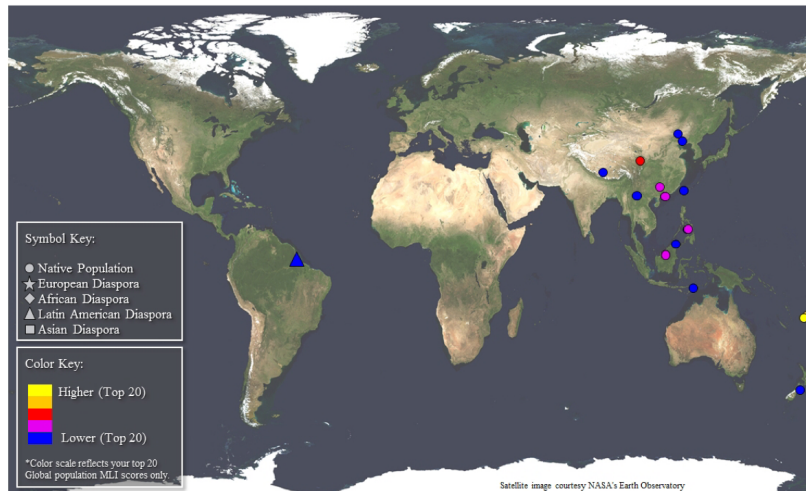 Symbol Key:
Native Population
European Diaspora
African Diaspora
Latin American Diaspora
Asian Diaspora
Color Key:
Higher (Top 20)
Lower (Top 20)
*Color scale reflects your top 20
Global population MLI scores only.
Satellite image courtesy NASA's Earth Observatory